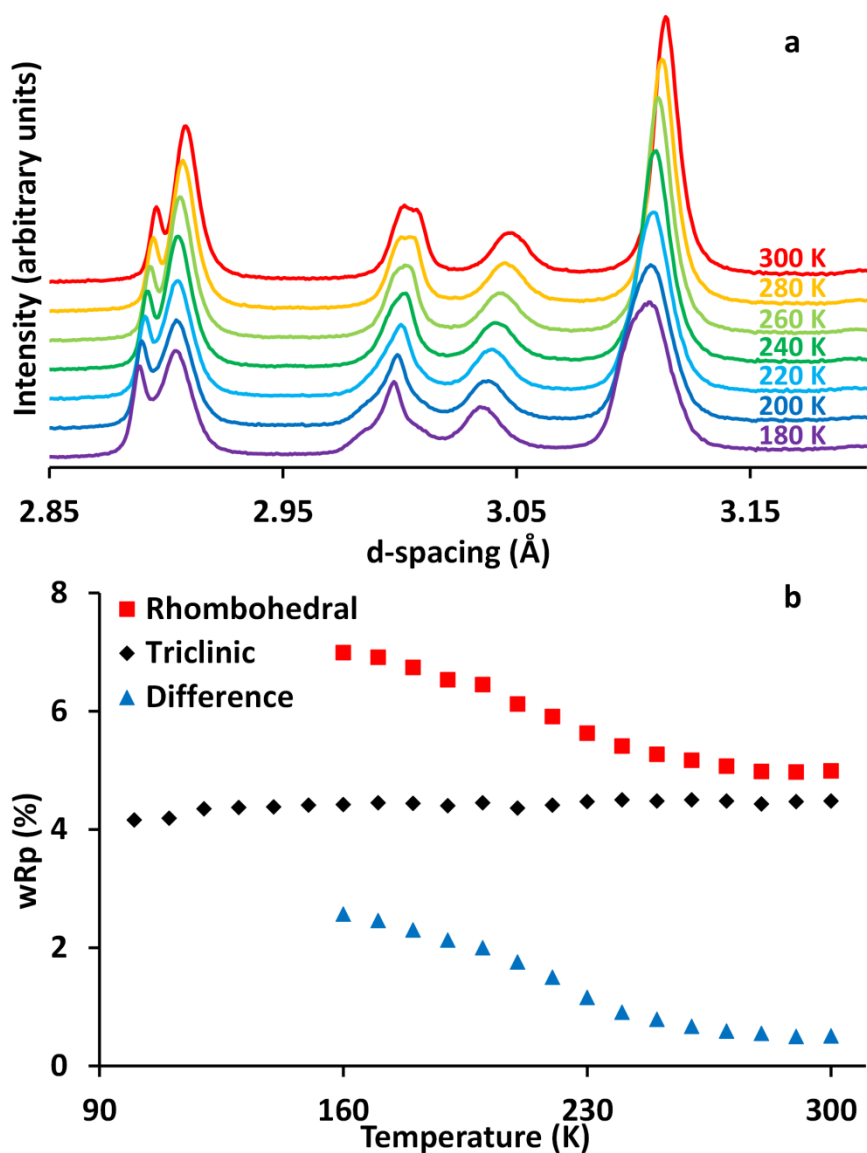 a
Intensity (arbitrary units)
300 K
280 K
260 K
240 K
220 K
200 K
180 K
2.85 2.95 3.05 3.15
d-spacing (Å)
b
8
Rhombohedral
Triclinic
Difference
6
4
2
0
wRp (%)
90 160 230 300
Temperature (K)